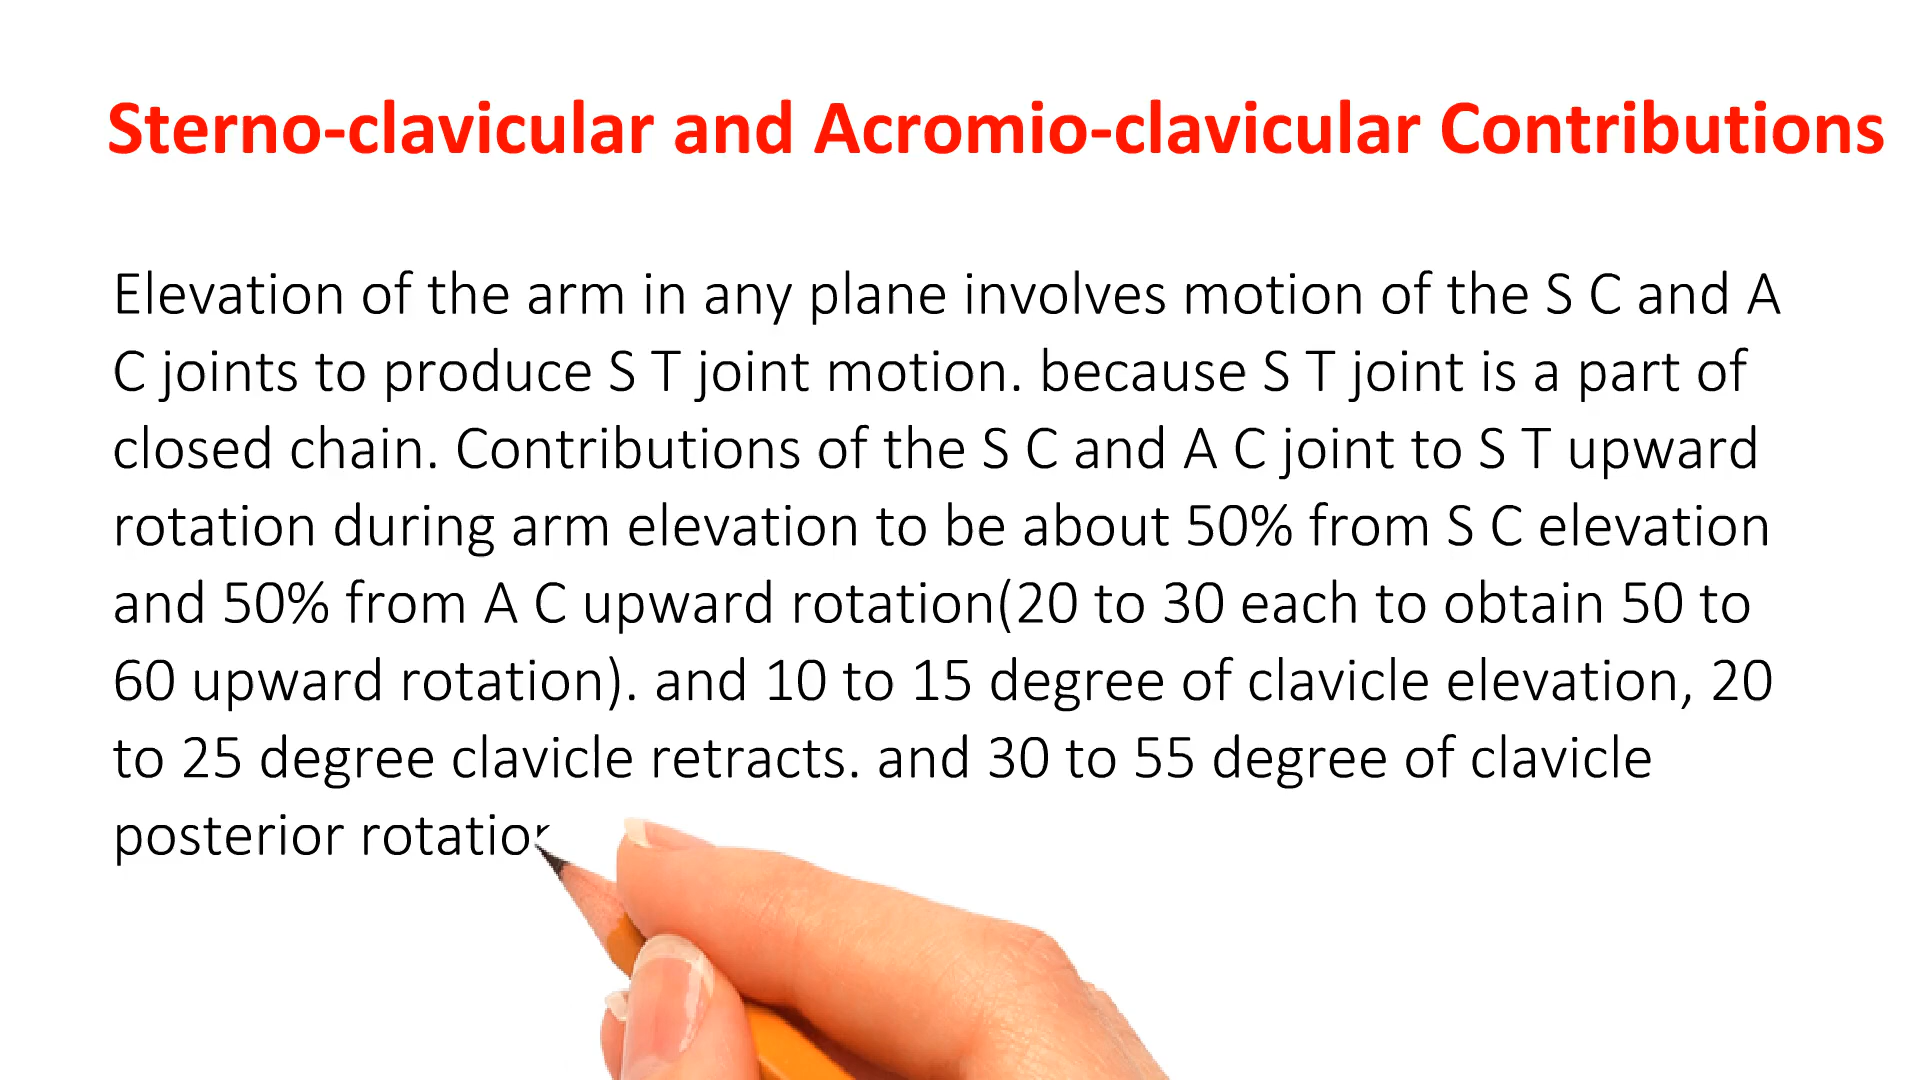 Sterno-clavicular and Acromio-clavicular Contributions
Elevation of the arm in any plane involves motion of the S C and A
C joints to produce S T joint motion. because S T joint is a part of
closed chain. Contributions of the S C and A C joint to S T upward
rotation during arm elevation to be about 50% from S C elevation
and 50% from A C upward rotation(20 to 30 each to obtain 50 to
60 upward rotation). and 10 to 15 degree of clavicle elevation, 20
to 25 degree clavicle retracts. and 30 to 55 degree of clavicle
posterior rotation